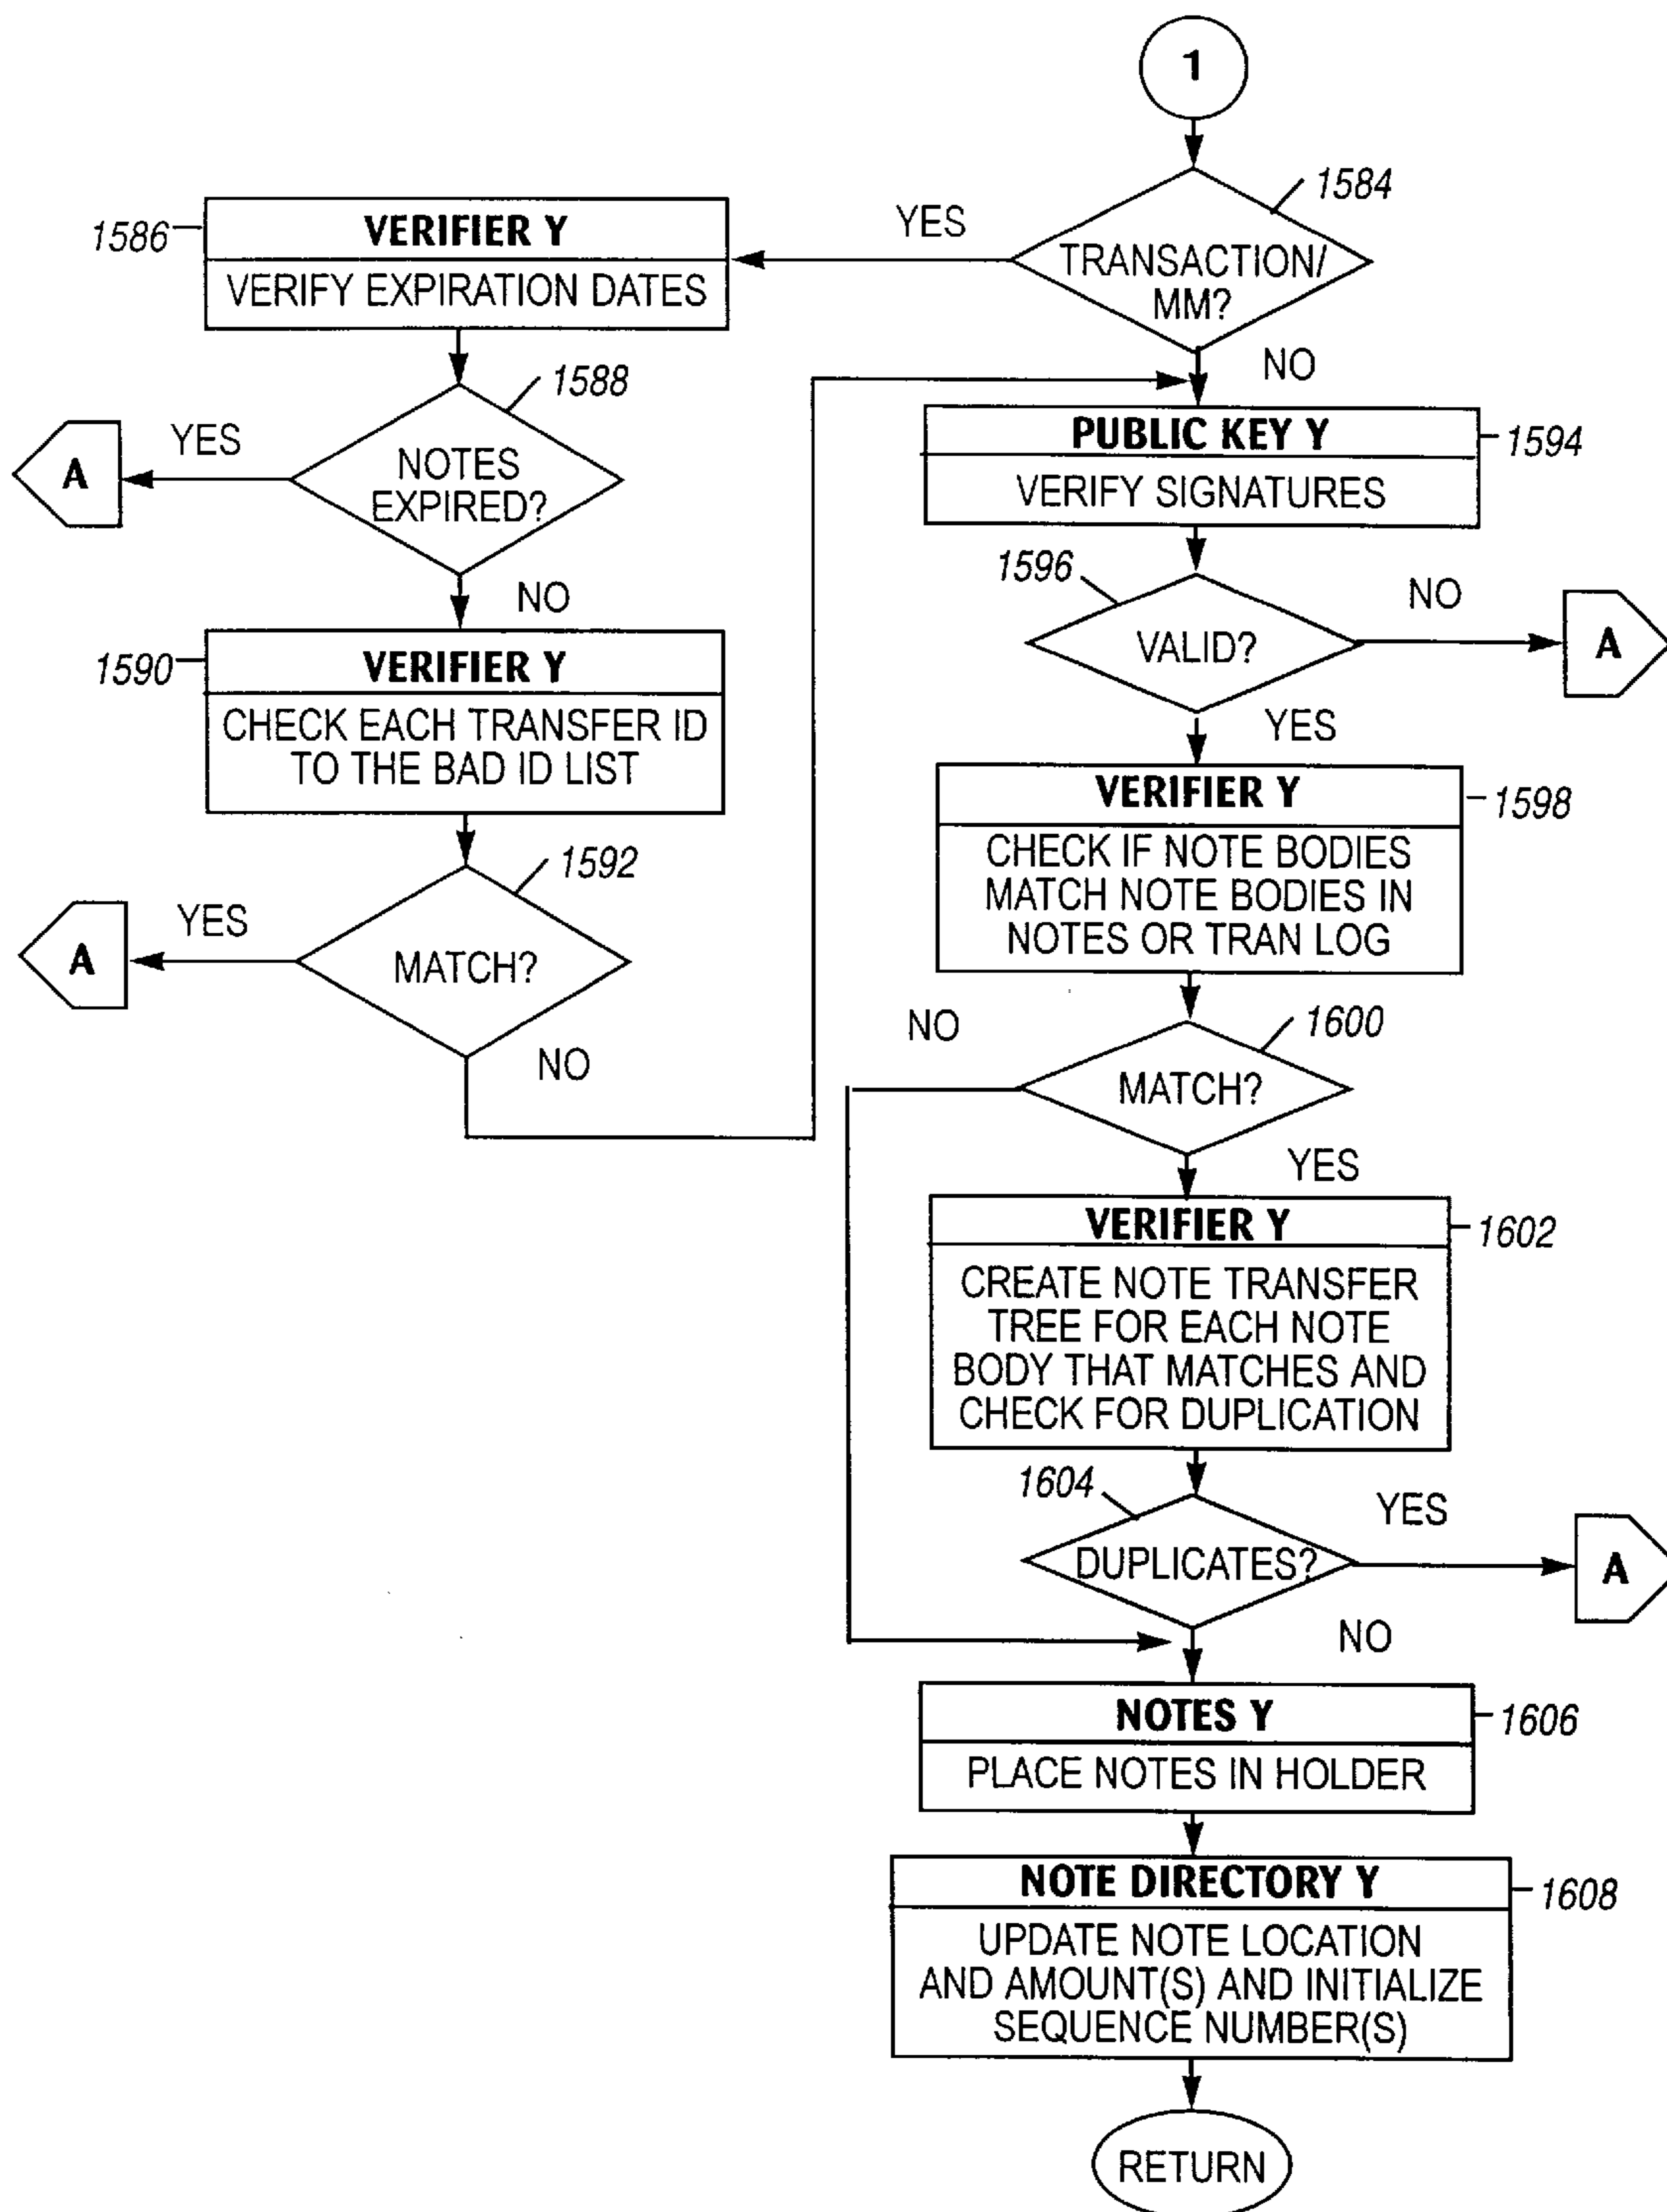 1
1584
TRANSACTION/
MM?
YES
NO
1586
VERIFIER Y
VERIFY EXPIRATION DATES
1588
NOTES
EXPIRED?
YES
A
NO
1590
VERIFIER Y
CHECK EACH TRANSFER ID
TO THE BAD ID LIST
1592
MATCH?
YES
A
NO
PUBLIC KEY Y
1594
VERIFY SIGNATURES
1596
VALID?
NO
A
YES
VERIFIER Y
1598
CHECK IF NOTE BODIES
MATCH NOTE BODIES IN
NOTES OR TRAN LOG
NO
1600
MATCH?
YES
VERIFIER Y
1602
CREATE NOTE TRANSFER
TREE FOR EACH NOTE
BODY THAT MATCHES AND
CHECK FOR DUPLICATION
1604
DUPLICATES?
YES
A
NO
NOTES Y
1606
PLACE NOTES IN HOLDER
NOTE DIRECTORY Y
1608
UPDATE NOTE LOCATION
AND AMOUNT(S) AND INITIALIZE
SEQUENCE NUMBER(S)
RETURN